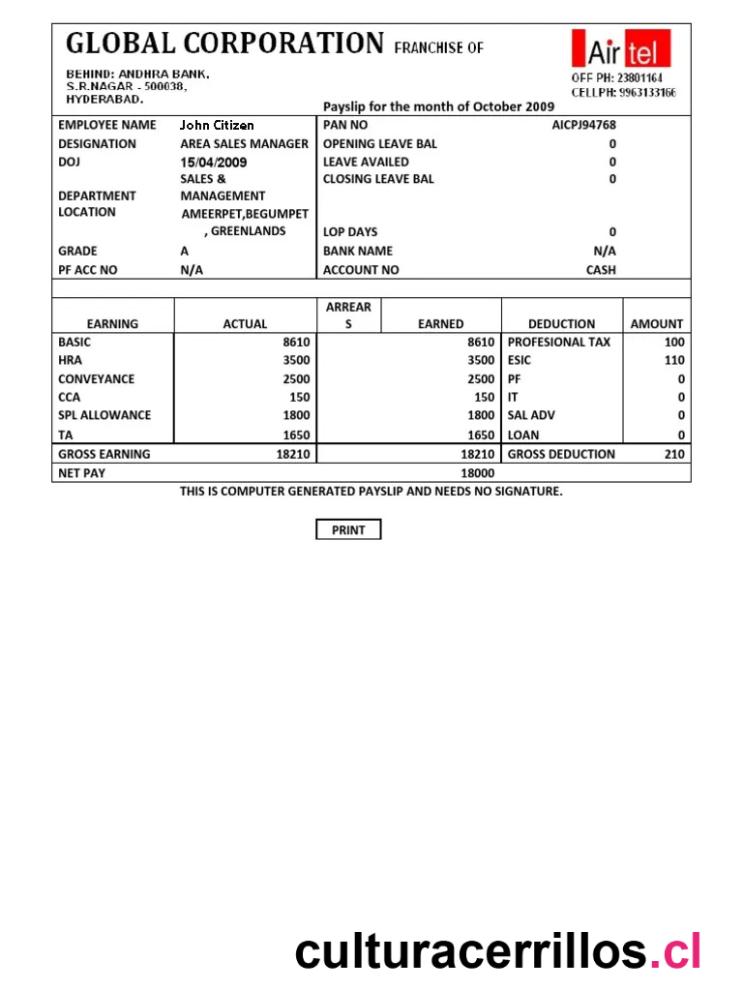 GLOBAL CORPORATION FRANCHISE OF
Airtel
BEHIND: ANDHRA BANK,
S.R.NAGAR - 500038,
HYDERABAD.
OFF PH: 23801164
CELLPH: 9963133166
Payslip for the month of October 2009
EMPLOYEE NAME John Citizen PAN NO AICPJ94768
DESIGNATION AREA SALES MANAGER OPENING LEAVE BAL 0
DOJ 15/04/2009 LEAVE AVAILED 0
SALES & CLOSING LEAVE BAL 0
DEPARTMENT MANAGEMENT
LOCATION AMEERPET,BEGUMPET
, GREENLANDS LOP DAYS 0
GRADE A BANK NAME N/A
PF ACC NO N/A ACCOUNT NO CASH
ARREAR
EARNING ACTUAL S EARNED DEDUCTION AMOUNT
BASIC 8610 8610 PROFESIONAL TAX 100
HRA 3500 3500 ESIC 110
CONVEYANCE 2500 2500 PF 0
CCA 150 150 IT 0
SPL ALLOWANCE 1800 1800 SAL ADV 0
TA 1650 1650 LOAN 0
GROSS EARNING 18210 18210 GROSS DEDUCTION 210
NET PAY 18000
THIS IS COMPUTER GENERATED PAYSLIP AND NEEDS NO SIGNATURE.
PRINT
culturacerrillos.cl